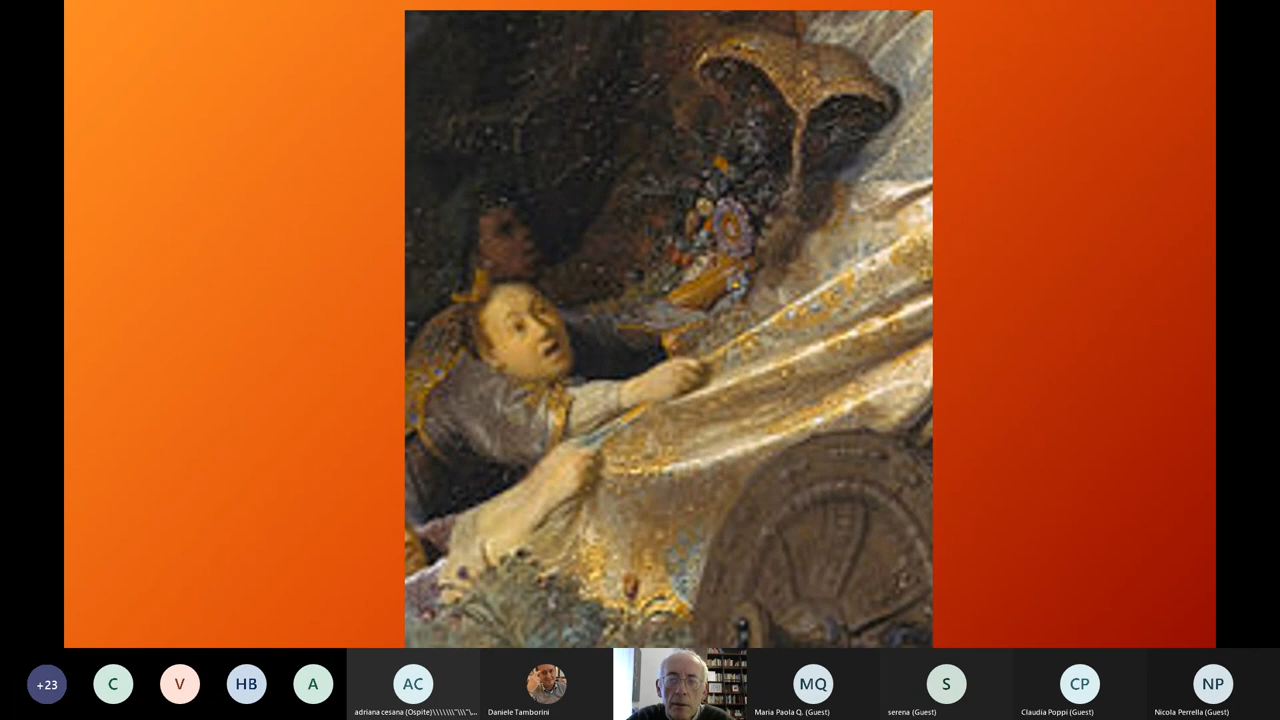 +23
C
V
HB
A
AC
MQ
S
CP
NP
adriana cesana (Ospite)\\\\\\\"\\\"\...
Daniele Tamborini
Maria Paola Q. (Guest)
serena (Guest)
Claudia Poppi (Guest)
Nicola Perrella (Guest)